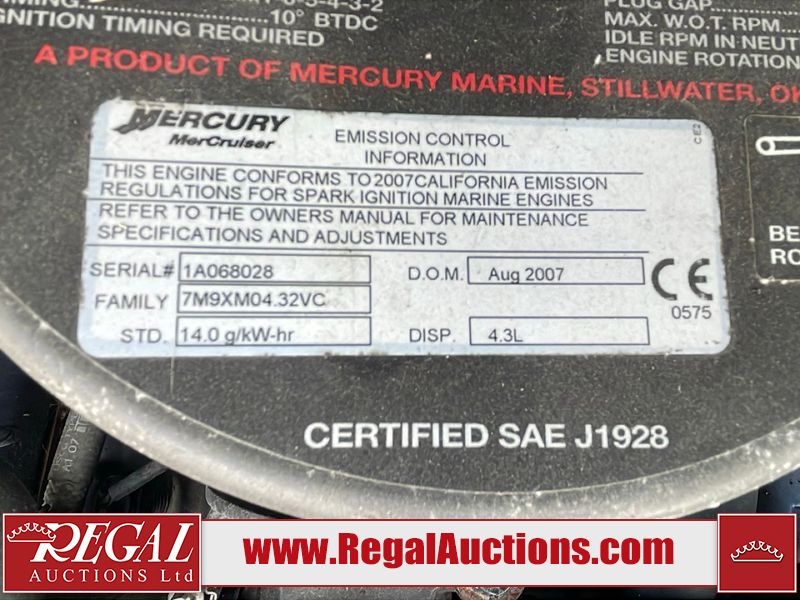 10° BTDC
IGNITION TIMING REQUIRED
PLUG GAP
MAX. W.O.T. RPM
IDLE RPM IN NEUT
ENGINE ROTATION
A PRODUCT OF MERCURY MARINE, STILLWATER, OK
MERCURY
MerCruiser
EMISSION CONTROL
INFORMATION
THIS ENGINE CONFORMS TO 2007CALIFORNIA EMISSION
REGULATIONS FOR SPARK IGNITION MARINE ENGINES
REFER TO THE OWNERS MANUAL FOR MAINTENANCE
SPECIFICATIONS AND ADJUSTMENTS
SERIAL# 1A068028 D.O.M. Aug 2007
FAMILY 7M9XM04.32VC
STD. 14.0 g/kW-hr DISP. 4.3L
CE
0575
BE
RO
CERTIFIED SAE J1928
REGAL
AUCTIONS Ltd
www.RegalAuctions.com